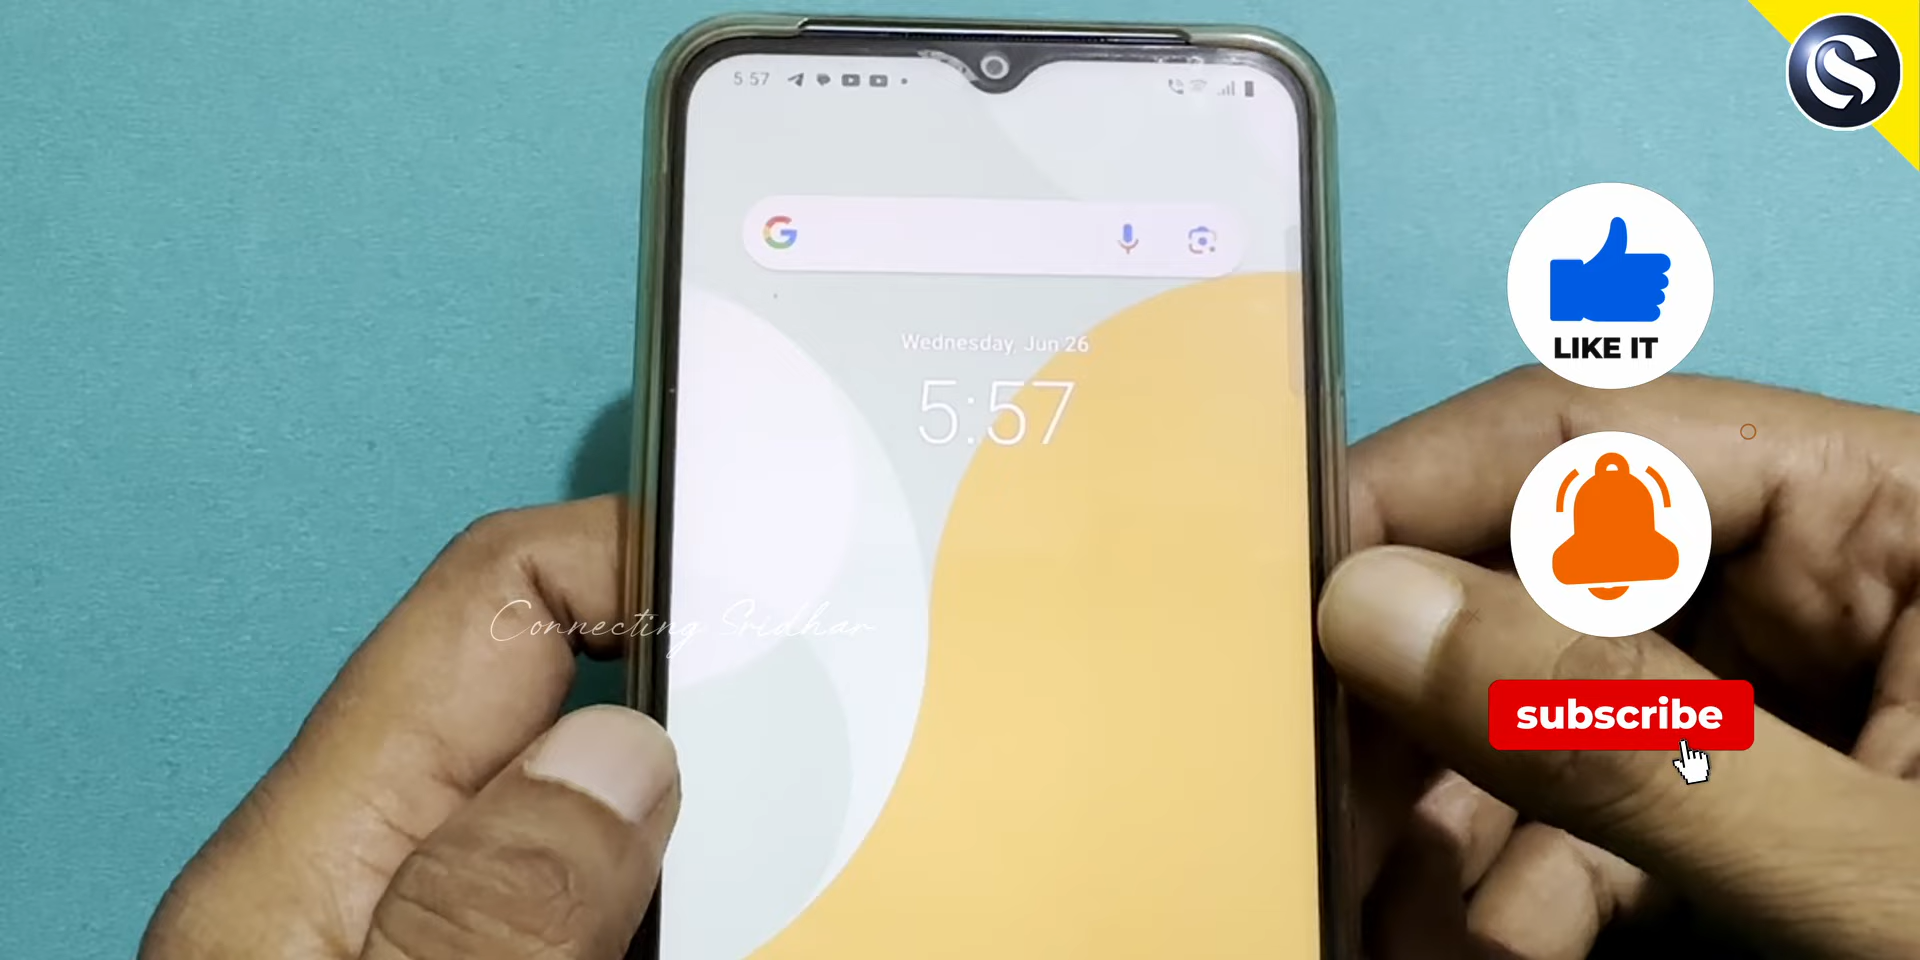 5:57
Wednesday, Jun 26
5:57
LIKE IT
Connecting Sridhar
subscribe